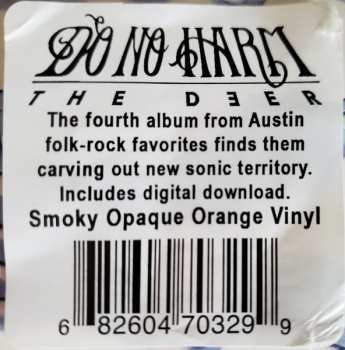 DO NO HARM
THE DƎER
The fourth album from Austin
folk-rock favorites finds them
carving out new sonic territory.
Includes digital download.
Smoky Opaque Orange Vinyl
6 82604 70329 9